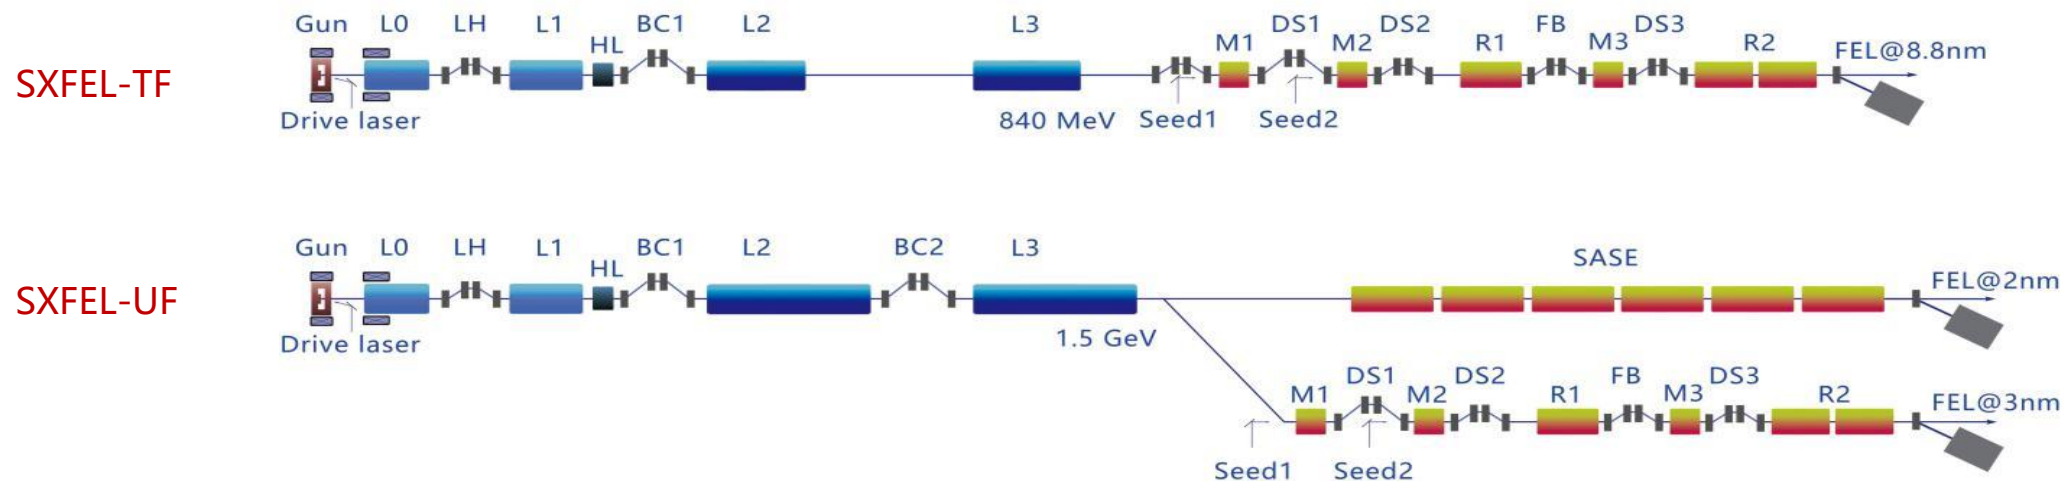 SXFEL-TF
Gun L0 LH L1 HL BC1 L2 L3 M1 DS1 M2 DS2 R1 FB M3 DS3 R2 FEL@8.8nm
Drive laser 840 MeV Seed1 Seed2
SXFEL-UF
Gun L0 LH L1 HL BC1 L2 BC2 L3 SASE FEL@2nm
Drive laser 1.5 GeV
M1 DS1 M2 DS2 R1 FB M3 DS3 R2 FEL@3nm
Seed1 Seed2